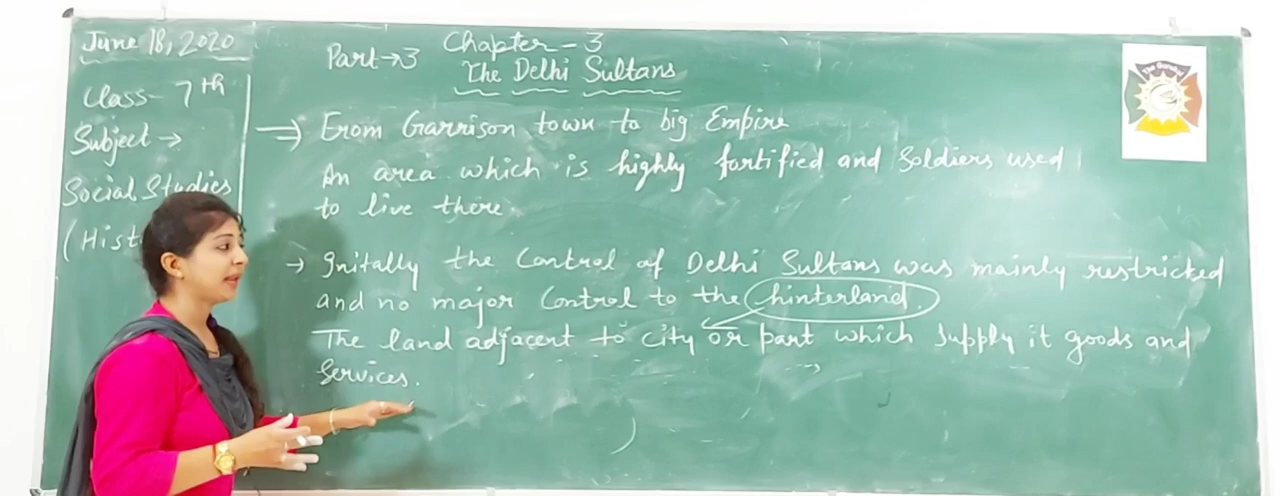 June 18, 2020
Class- 7th
Subject →
Social Studies
(Hist
Part→3 Chapter-3
The Delhi Sultans
⇒ From Garrison town to big Empire
An area which is highly fortified and Soldiers used
to live there.
→ Initally the Control of Delhi Sultans was mainly restricted
and no major Control to the hinterland.
The land adjacent to city or part which supply it goods and
Services.